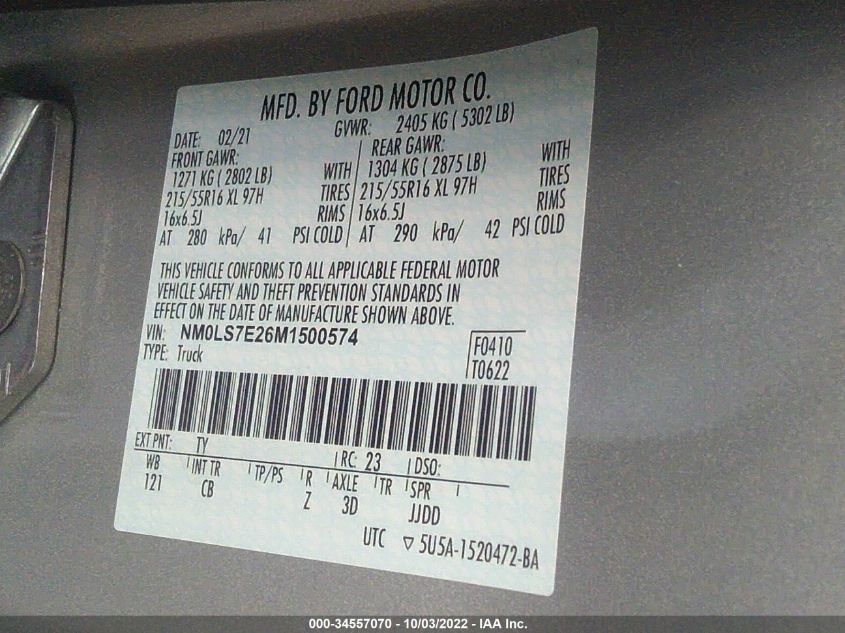 MFD. BY FORD MOTOR CO.
DATE: 02/21 GVWR: 2405 KG ( 5302 LB)
FRONT GAWR: REAR GAWR:
1271 KG ( 2802 LB) WITH 1304 KG ( 2875 LB) WITH
215/55R16 XL 97H TIRES 215/55R16 XL 97H TIRES
16x6.5J RIMS 16x6.5J RIMS
AT 280 kPa/ 41 PSI COLD AT 290 kPa/ 42 PSI COLD
THIS VEHICLE CONFORMS TO ALL APPLICABLE FEDERAL MOTOR
VEHICLE SAFETY AND THEFT PREVENTION STANDARDS IN
EFFECT ON THE DATE OF MANUFACTURE SHOWN ABOVE.
VIN: NM0LS7E26M1500574
TYPE: Truck
F0410
T0622
EXT PNT: TY RC: 23 DSO:
WB INT TR TP/PS R AXLE TR SPR
121 CB Z 3D JJDD
UTC ▽ 5U5A-1520472-BA
000-34557070 - 10/03/2022 - IAA Inc.